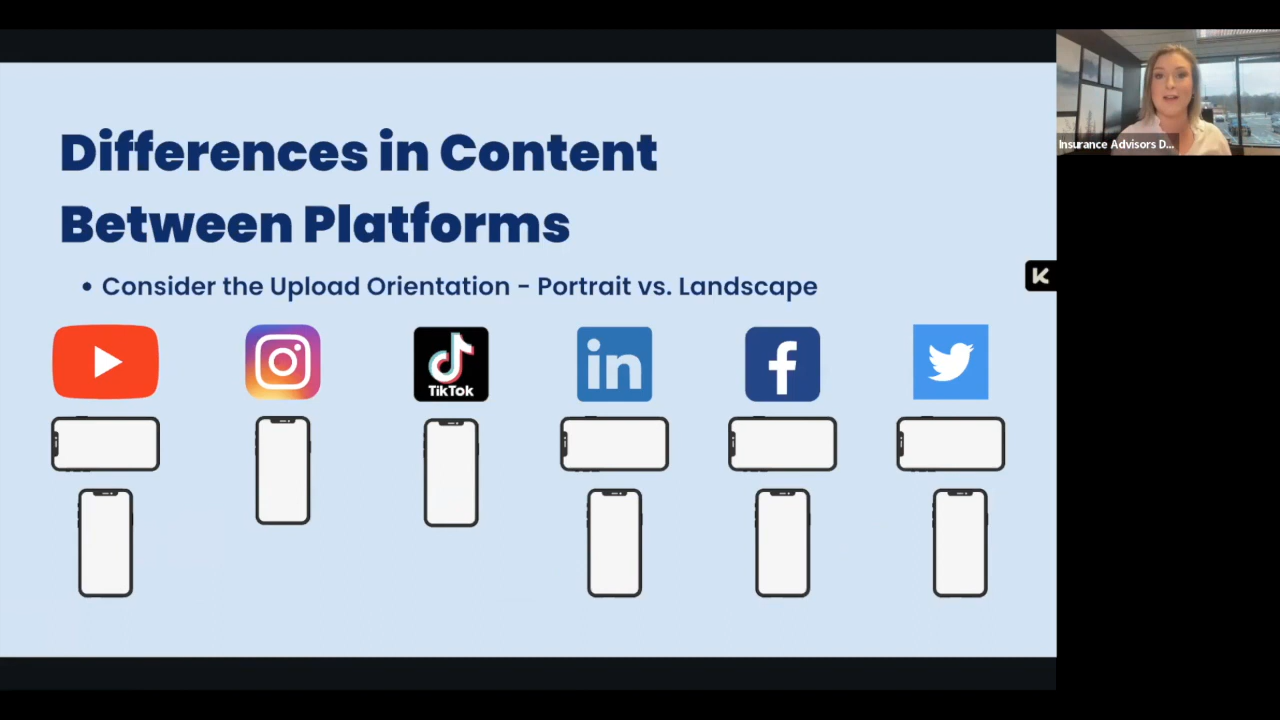 Differences in Content
Between Platforms
• Consider the Upload Orientation - Portrait vs. Landscape
TikTok
in
f
K
Insurance Advisors D...